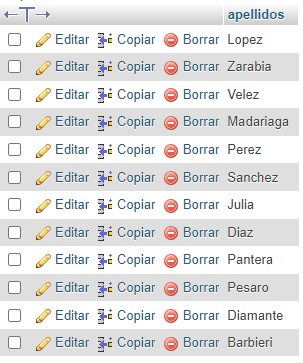 apellidos
Editar Copiar Borrar Lopez
Editar Copiar Borrar Zarabia
Editar Copiar Borrar Velez
Editar Copiar Borrar Madariaga
Editar Copiar Borrar Perez
Editar Copiar Borrar Sanchez
Editar Copiar Borrar Julia
Editar Copiar Borrar Diaz
Editar Copiar Borrar Pantera
Editar Copiar Borrar Pesaro
Editar Copiar Borrar Diamante
Editar Copiar Borrar Barbieri